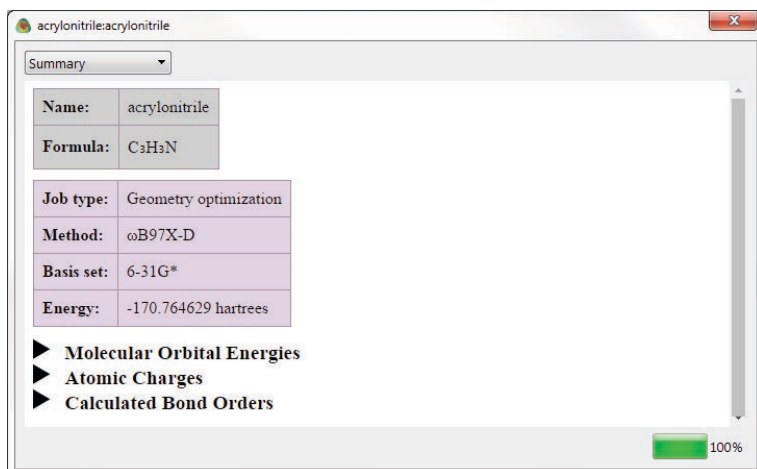 acrylonitrile:acrylonitrile
Summary
Name: acrylonitrile
Formula: C₃H₃N
Job type: Geometry optimization
Method: ωB97X-D
Basis set: 6-31G*
Energy: -170.764629 hartrees
Molecular Orbital Energies
Atomic Charges
Calculated Bond Orders
100%